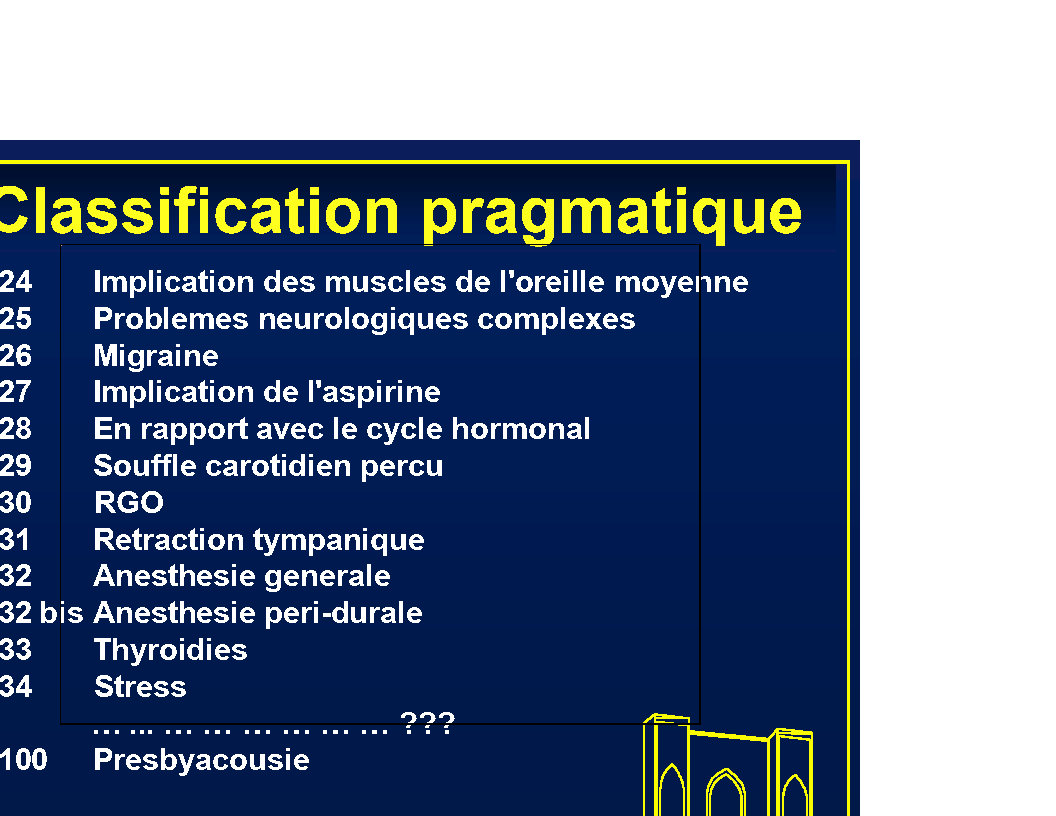 Classification pragmatique
24 Implication des muscles de l'oreille moyenne
25 Problemes neurologiques complexes
26 Migraine
27 Implication de l'aspirine
28 En rapport avec le cycle hormonal
29 Souffle carotidien percu
30 RGO
31 Retraction tympanique
32 Anesthesie generale
32 bis Anesthesie peri-durale
33 Thyroidies
34 Stress
… ... … … … … … … ???
100 Presbyacousie